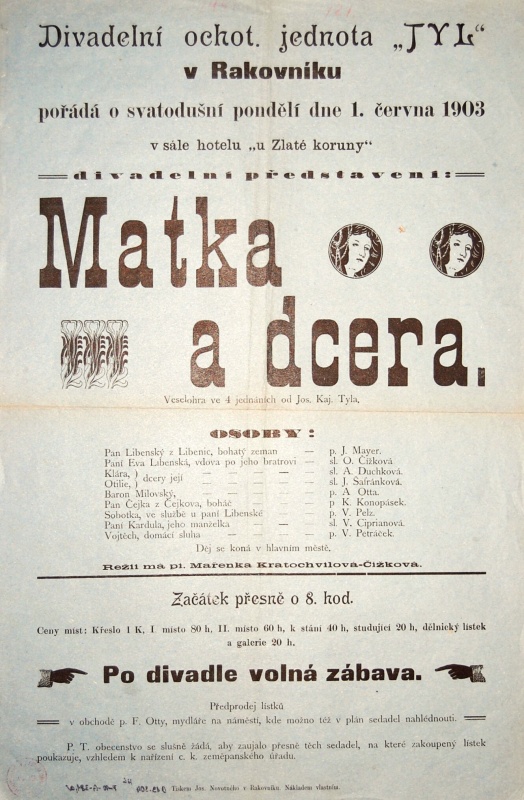 Divadelní ochot. jednota „TYL“
v Rakovníku
pořádá o svatodušní pondělí dne 1. června 1903
v sále hotelu „u Zlaté koruny“
divadelní představení:
Matka
a dcera.
Veselohra ve 4 jednáních od Jos. Kaj. Tyla.
OSOBY:
Pan Libenský z Libenic, bohatý zeman — p. J. Mayer.
Paní Eva Libenská, vdova po jeho bratrovi — sl. O. Čížková.
Klára, ) — — — — sl. A. Duchková.
Otilie, ) dcery její — — — — sl. J. Šafránková.
Baron Milovský, — — — — p. A Otta.
Pan Čejka z Čejkova, boháč — — — p K. Konopásek.
Sobotka, ve službě u paní Libenské — — p. V. Pelz.
Paní Kardula, jeho manželka — — — sl. V. Ciprianová.
Vojtěch, domácí sluha — — — — p. V. Petráček.
Děj se koná v hlavním městě.
Režii má pí. Mařenka Kratochvílová-Čížková.
Začátek přesně o 8. hod.
Ceny míst: Křeslo 1 K, I. místo 80 h, II. místo 60 h, k stání 40 h, studující 20 h, dělnický lístek
a galerie 20 h.
Po divadle volná zábava.
Předprodej lístků
v obchodě p. F. Otty, mydláře na náměstí, kde možno též v plán sedadel nahlédnouti.
P. T. obecenstvo se slušně žádá, aby zaujalo přesně těch sedadel, na které zakoupený lístek
poukazuje, vzhledem k nařízení c. k. zeměpanského úřadu.
Tiskem Jos. Novotného v Rakovníku. Nákladem vlastním.